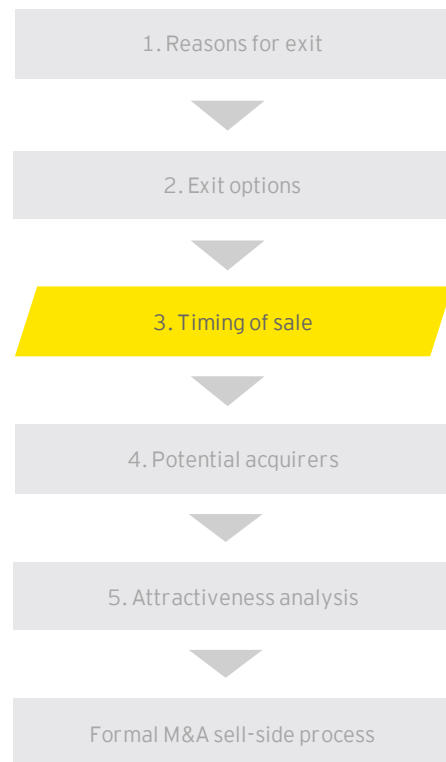 1. Reasons for exit
2. Exit options
3. Timing of sale
4. Potential acquirers
5. Attractiveness analysis
Formal M&A sell-side process